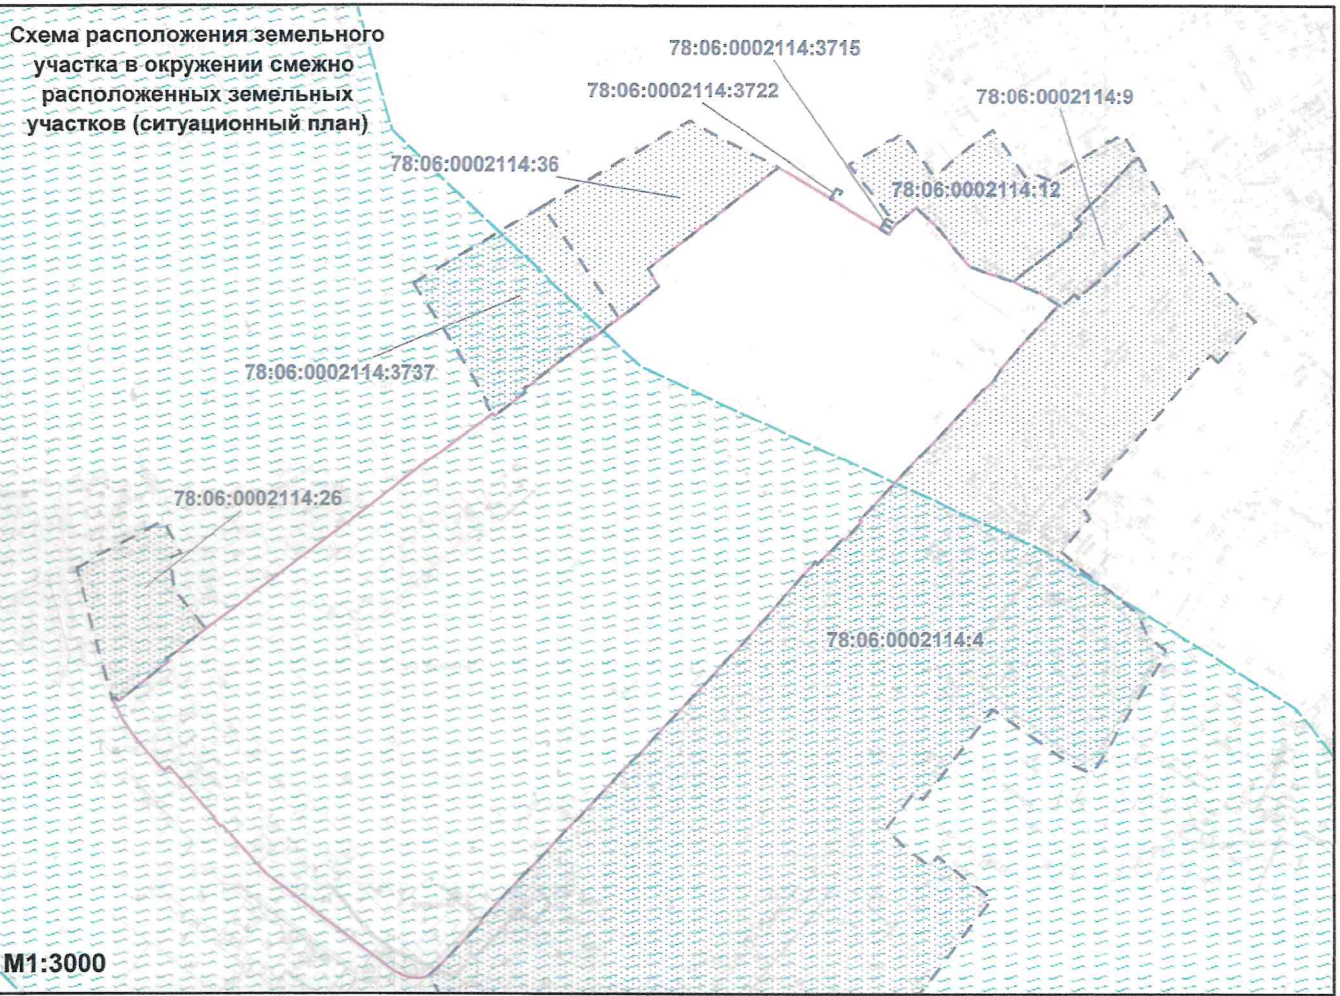 Схема расположения земельного
участка в окружении смежно
расположенных земельных
участков (ситуационный план)
78:06:0002114:3715
78:06:0002114:3722
78:06:0002114:9
78:06:0002114:36
78:06:0002114:12
78:06:0002114:3737
78:06:0002114:26
78:06:0002114:4
М1:3000